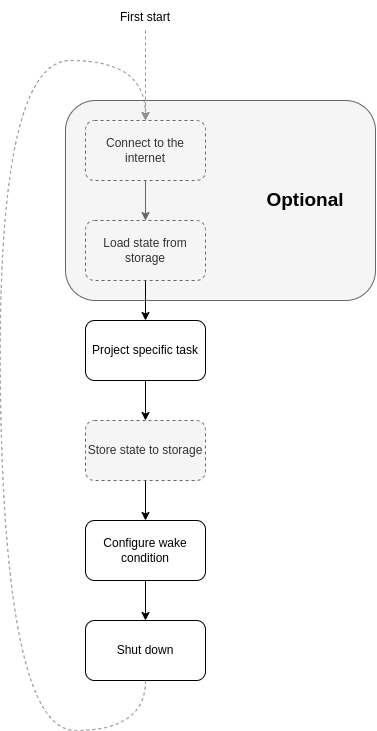 First start
Connect to the
internet
Optional
Load state from
storage
Project specific task
Store state to storage
Configure wake
condition
Shut down